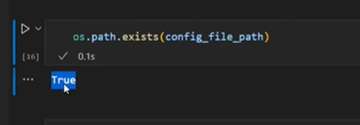 os.path.exists(config_file_path)
[16]
0.1s
True